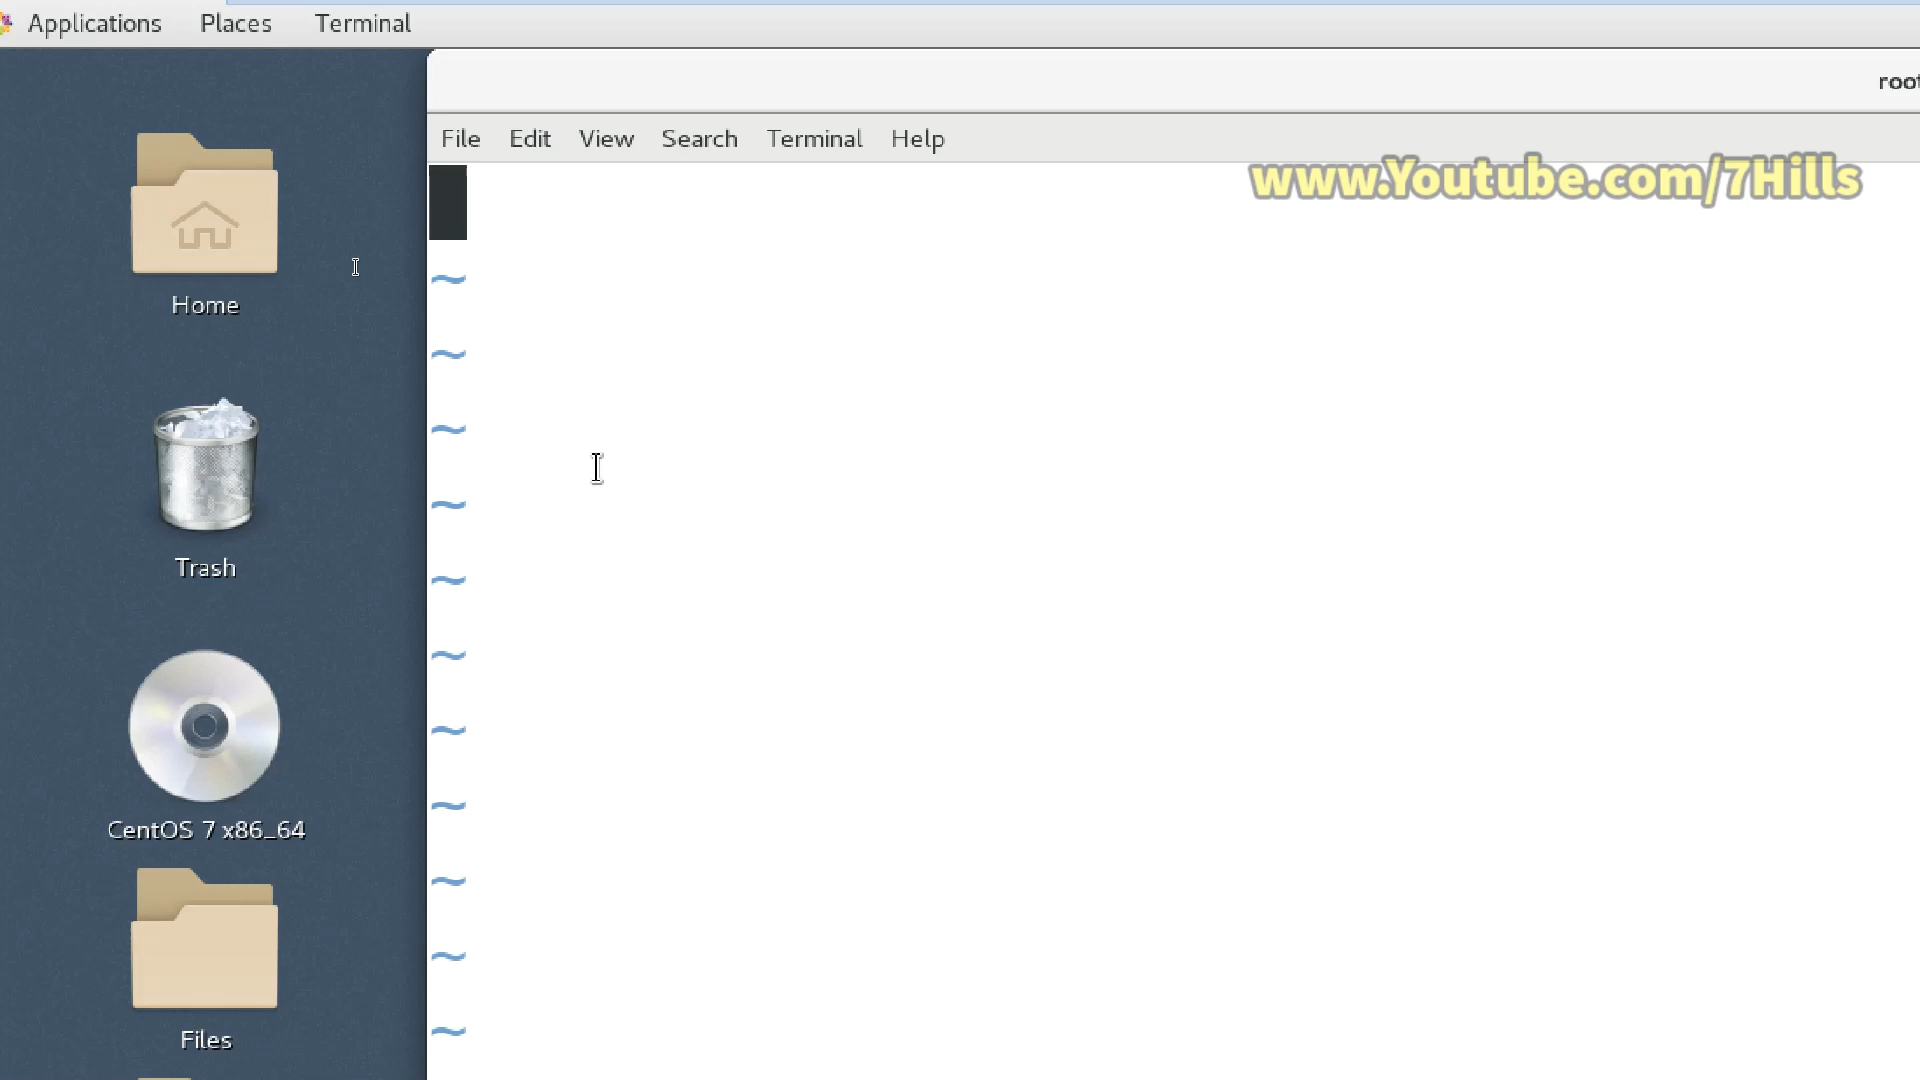 Applications Places Terminal
root
File Edit View Search Terminal Help
www.Youtube.com/7Hills
Home
~
~
~
~
Trash
~
~
~
~
CentOS 7 x86_64
~
~
~
Files